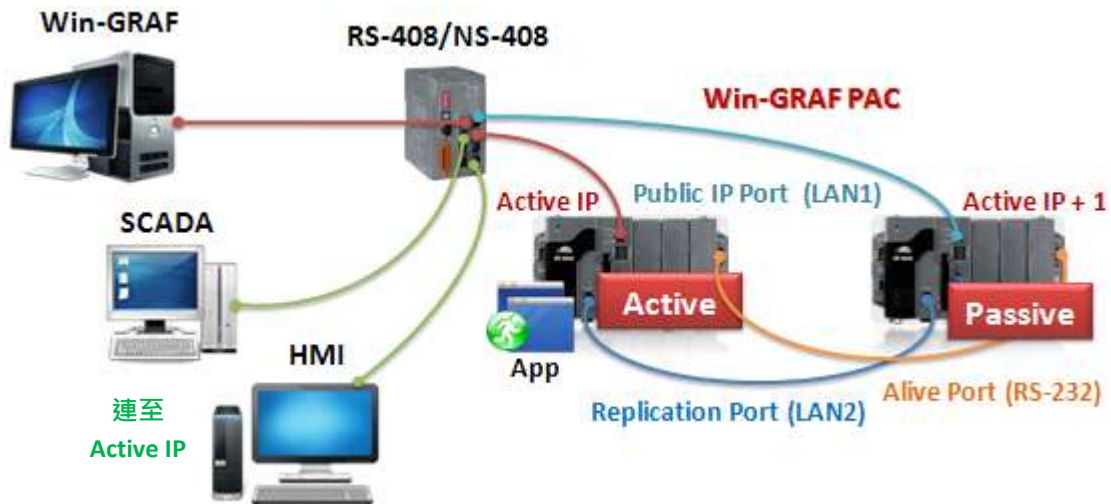 Win-GRAF
RS-408/NS-408
Win-GRAF PAC
Active IP
Public IP Port (LAN1)
Active IP + 1
SCADA
Active
Passive
App
HMI
Replication Port (LAN2)
Alive Port (RS-232)
連至
Active IP